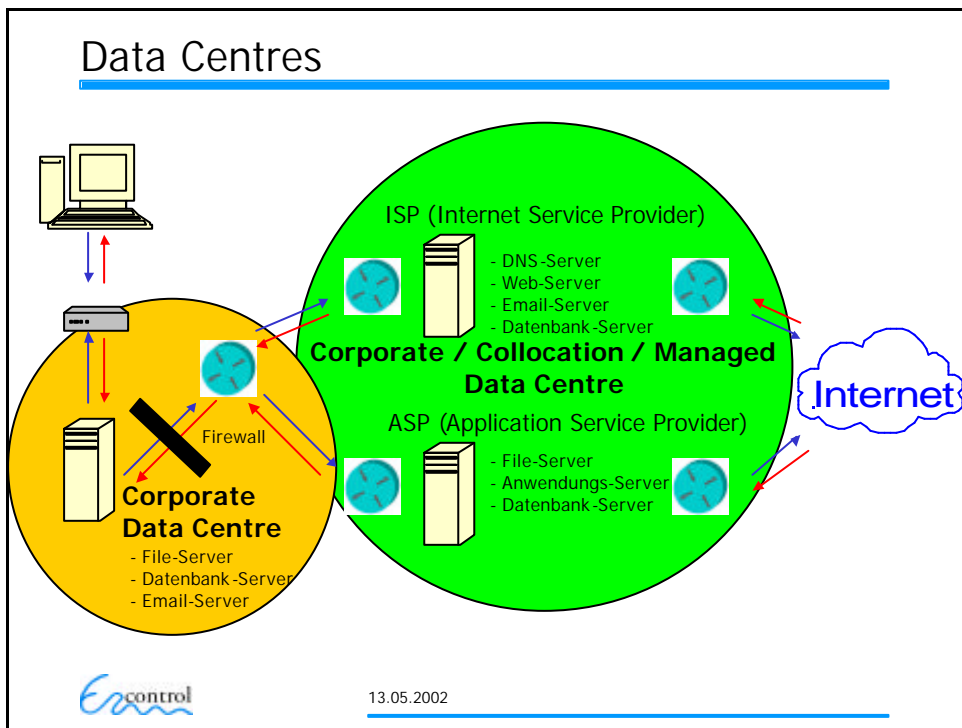 Data Centres
ISP (Internet Service Provider)
- DNS-Server
- Web-Server
- Email-Server
- Datenbank-Server
Corporate / Collocation / Managed
Data Centre
ASP (Application Service Provider)
- File-Server
- Anwendungs-Server
- Datenbank-Server
Internet
Firewall
Corporate
Data Centre
- File-Server
- Datenbank-Server
- Email-Server
control
13.05.2002